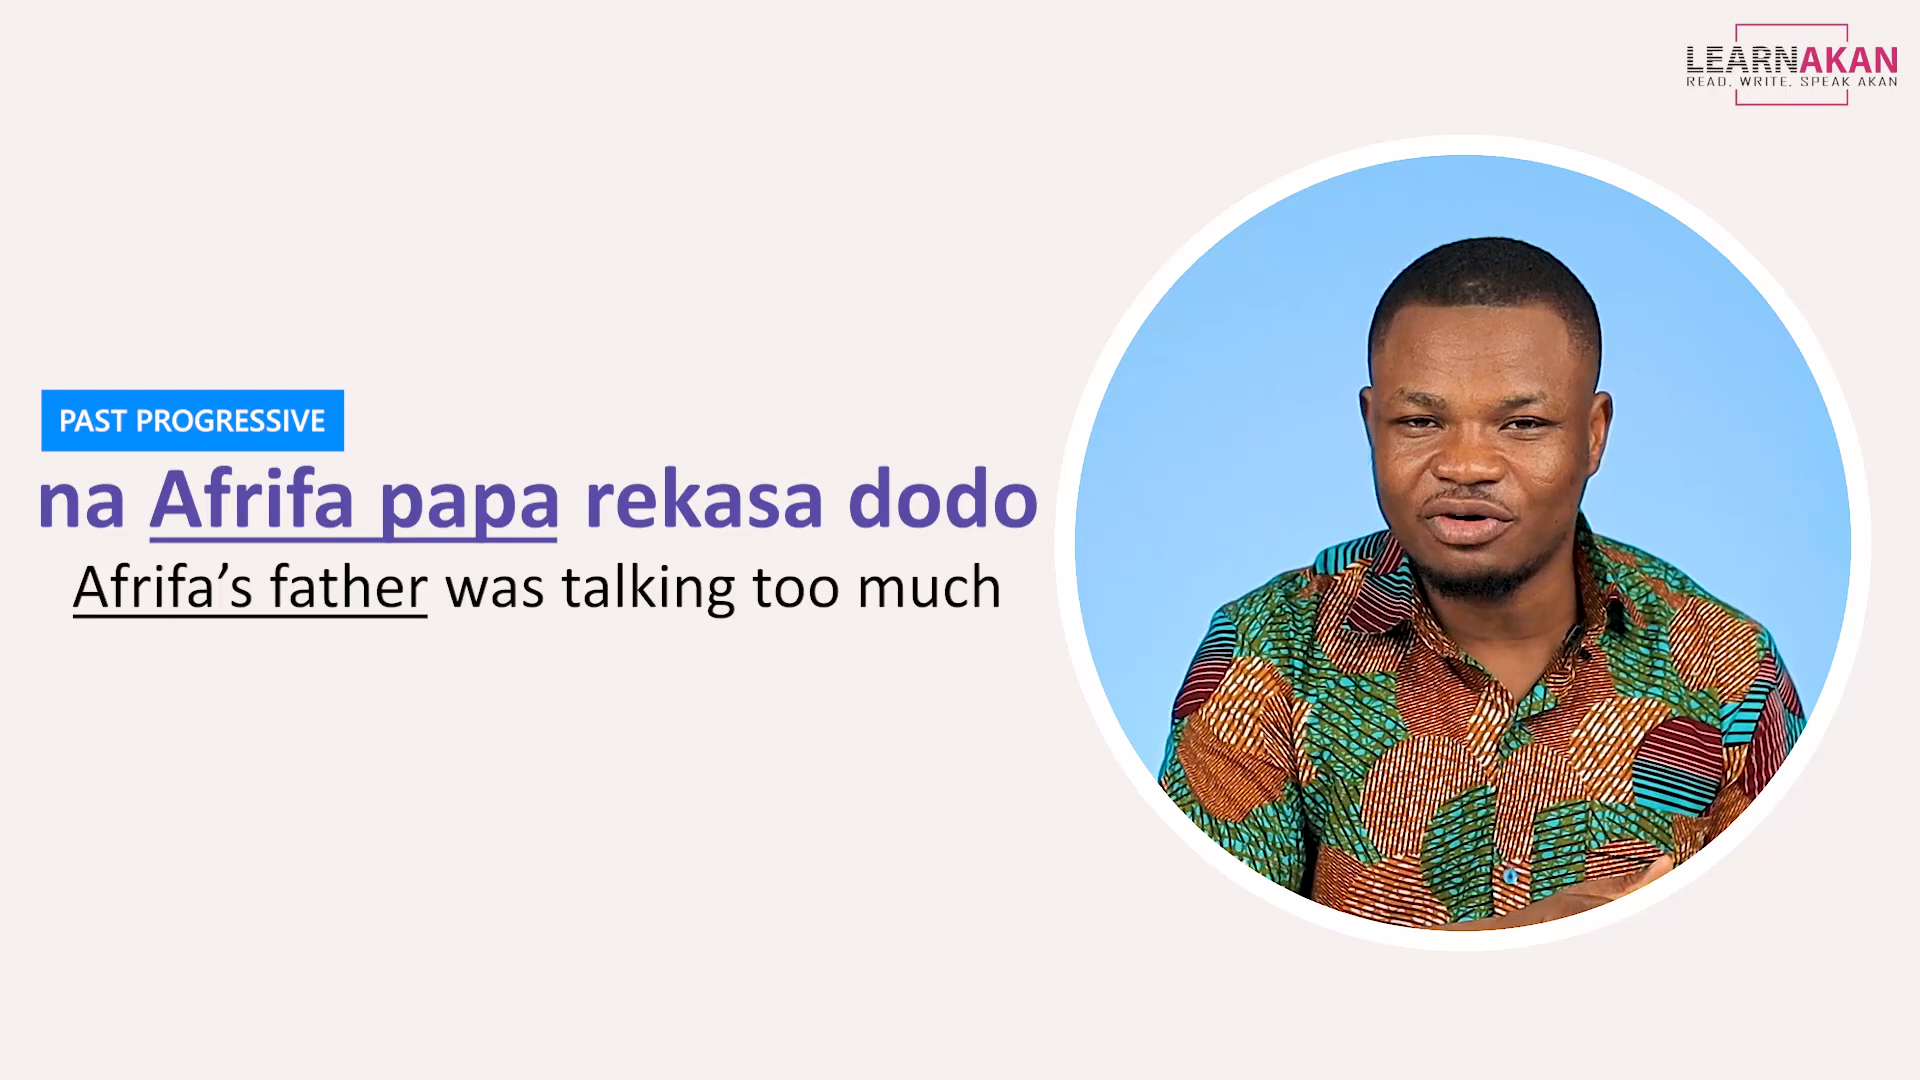 LEARNAKAN
READ. WRITE. SPEAK AKAN
PAST PROGRESSIVE
na Afrifa papa rekasa dodo
Afrifa’s father was talking too much